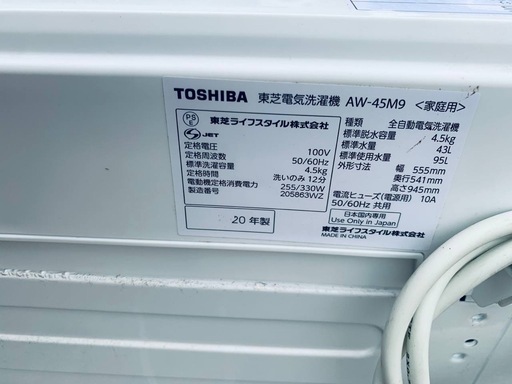 TOSHIBA 東芝電気洗濯機 AW-45M9 <家庭用>
PS E
JET
東芝ライフスタイル株式会社
定格電圧 100V
定格周波数 50/60Hz
標準洗濯容量 4.5kg
定格時間 洗いのみ 12分
電動機定格消費電力 255/330W
製造番号 205863WZ
20 年製
種類 全自動電気洗濯機
標準脱水容量 4.5kg
標準水量 43L
標準使用水量 95L
外形寸法 幅 555mm
奥行541mm
高さ945mm
電流ヒューズ(電源用) 10A
50/60Hz 共用
日本国内専用
Use only in Japan
東芝ライフスタイル株式会社
MADE IN CHINA